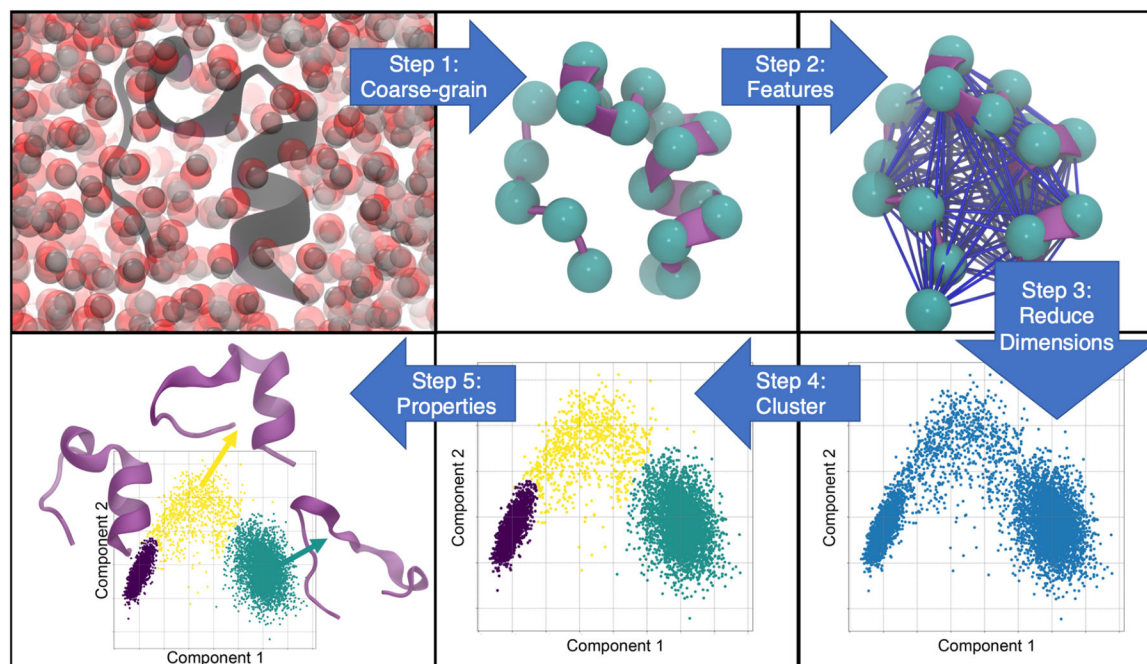 Step 1:
Coarse-grain
Step 2:
Features
Step 3:
Reduce
Dimensions
Step 4:
Cluster
Step 5:
Properties
Component 2
Component 1
Component 2
Component 1
Component 2
Component 1